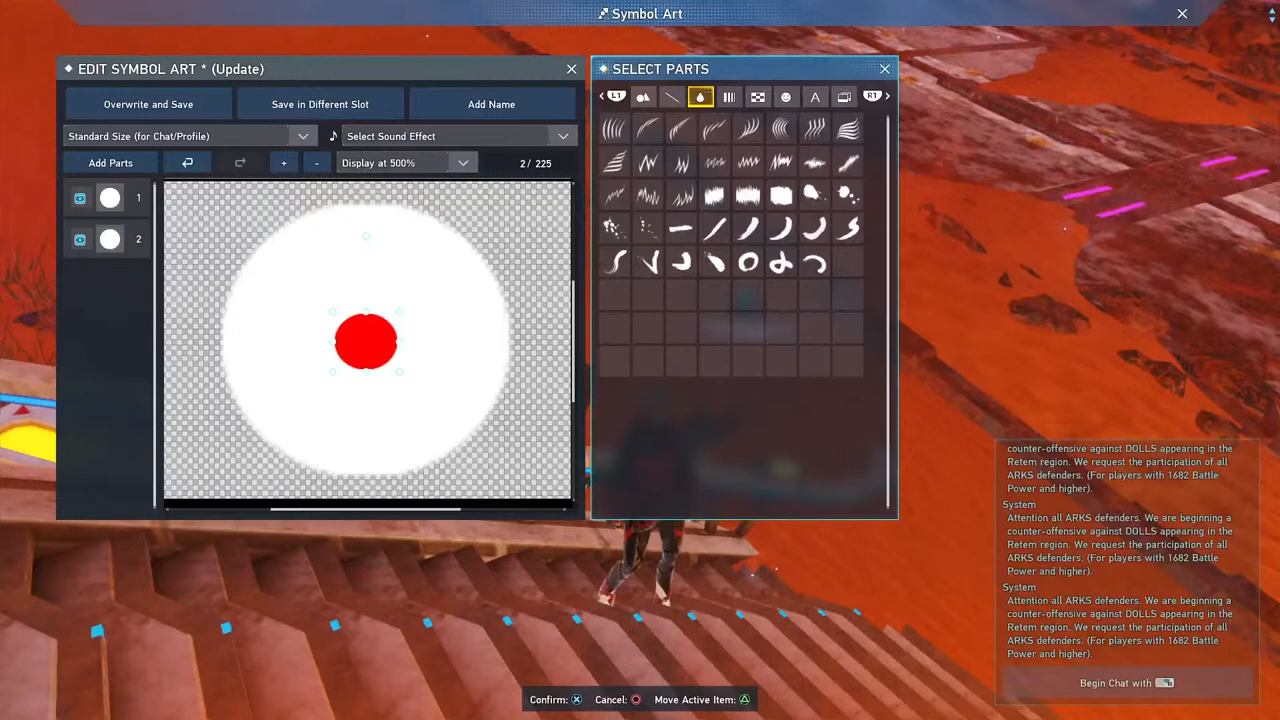 Symbol Art
EDIT SYMBOL ART * (Update)
Overwrite and Save
Save in Different Slot
Add Name
Standard Size (for Chat/Profile)
Select Sound Effect
Add Parts
+
-
Display at 500%
2/ 225
1
2
SELECT PARTS
L1
A
R1
counter-offensive against DOLLS appearing in the
Retem region. We request the participation of all
ARKS defenders. (For players with 1682 Battle
Power and higher).
System
Attention all ARKS defenders. We are beginning a
counter-offensive against DOLLS appearing in the
Retem region. We request the participation of all
ARKS defenders. (For players with 1682 Battle
Power and higher).
System
Attention all ARKS defenders. We are beginning a
counter-offensive against DOLLS appearing in the
Retem region. We request the participation of all
ARKS defenders. (For players with 1682 Battle
Power and higher).
Begin Chat with
Confirm: Cancel: Move Active Item: